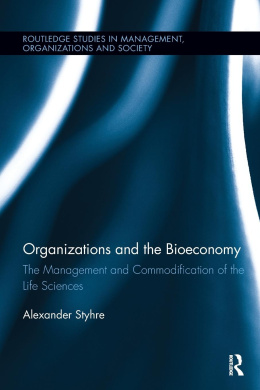 ROUTLEDGE STUDIES IN MANAGEMENT,
ORGANIZATIONS AND SOCIETY
Organizations and the Bioeconomy
The Management and Commodification of the
Life Sciences
Alexander Styhre
R
ROUTLEDGE